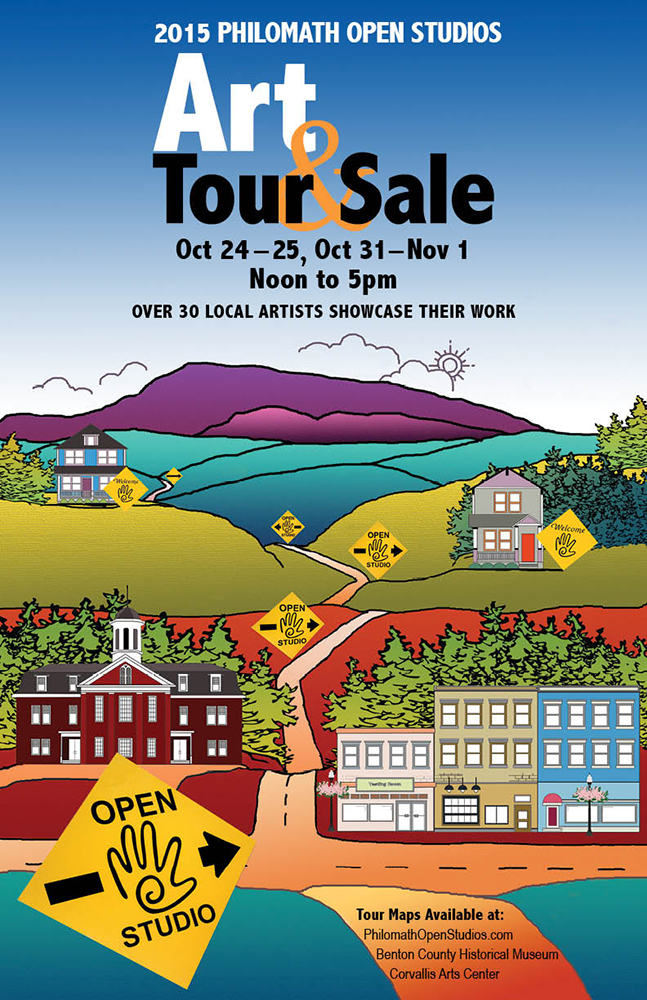 2015 PHILOMATH OPEN STUDIOS
Art
&
Tour Sale
Oct 24–25, Oct 31–Nov 1
Noon to 5pm
OVER 30 LOCAL ARTISTS SHOWCASE THEIR WORK
Welcome
OPEN
STUDIO
OPEN
STUDIO
Welcome
OPEN
STUDIO
Tasting Room
OPEN
STUDIO
Tour Maps Available at:
PhilomathOpenStudios.com
Benton County Historical Museum
Corvallis Arts Center